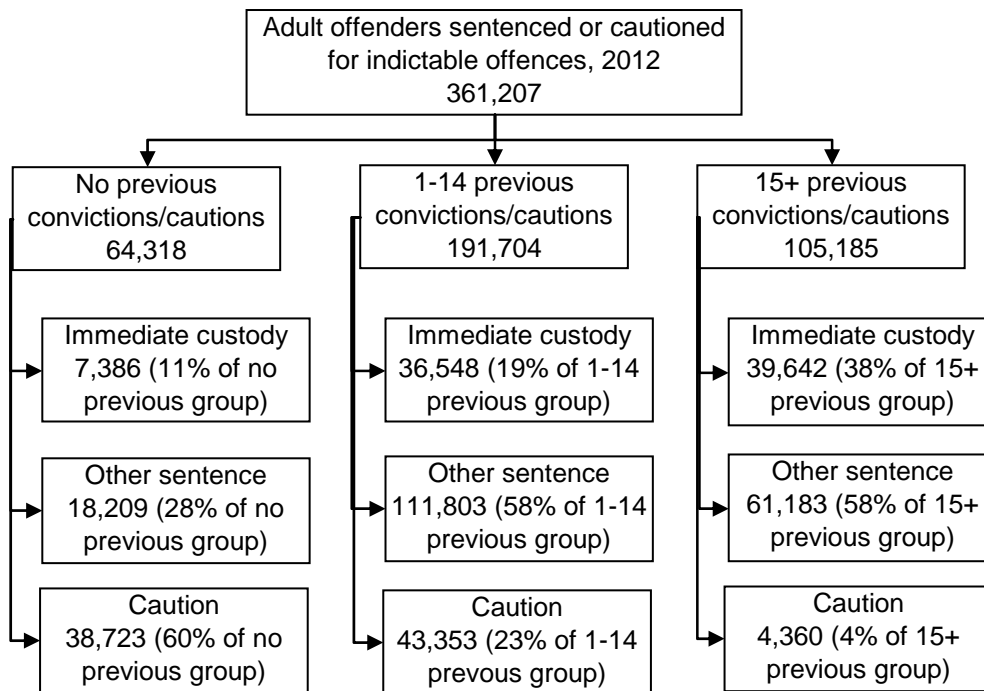 Adult offenders sentenced or cautioned
for indictable offences, 2012
361,207
No previous
convictions/cautions
64,318
1-14 previous
convictions/cautions
191,704
15+ previous
convictions/cautions
105,185
Immediate custody
7,386 (11% of no
previous group)
Immediate custody
36,548 (19% of 1-14
previous group)
Immediate custody
39,642 (38% of 15+
previous group)
Other sentence
18,209 (28% of no
previous group)
Other sentence
111,803 (58% of 1-14
previous group)
Other sentence
61,183 (58% of 15+
previous group)
Caution
38,723 (60% of no
previous group)
Caution
43,353 (23% of 1-14
prevous group)
Caution
4,360 (4% of 15+
previous group)